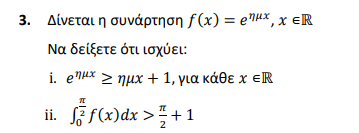 3. Δίνεται η συνάρτηση f(x) = e^{ημx}, x ∈ℝ
Να δείξετε ότι ισχύει:
i. e^{ημx} ≥ ημx + 1, για κάθε x ∈ℝ
ii. ∫_0^{π/2} f(x)dx > π/2 + 1